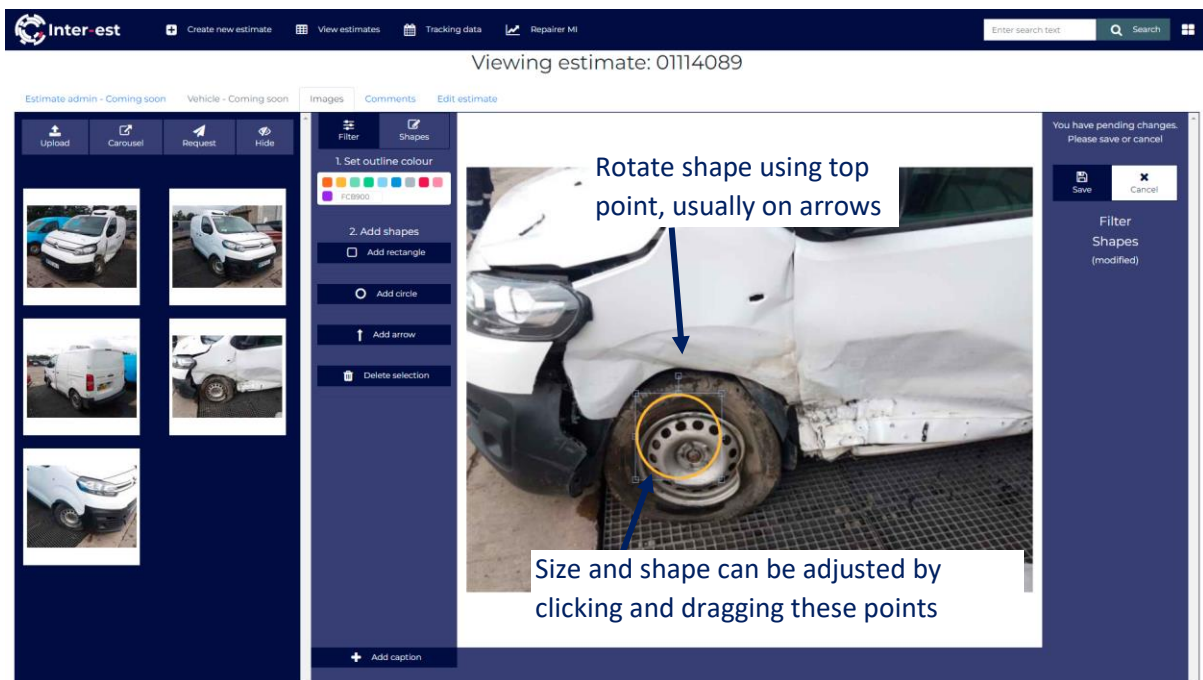 Inter-est
Create new estimate
View estimates
Tracking data
Repairer MI
Enter search text
Search
Viewing estimate: 01114089
Estimate admin - Coming soon
Vehicle - Coming soon
Images
Comments
Edit estimate
Upload
Carousel
Request
Hide
Filter
Shapes
1. Set outline colour
FCB900
2. Add shapes
Add rectangle
Add circle
Add arrow
Delete selection
Add caption
Rotate shape using top
point, usually on arrows
Size and shape can be adjusted by
clicking and dragging these points
You have pending changes.
Please save or cancel
Save
Cancel
Filter
Shapes
(modified)